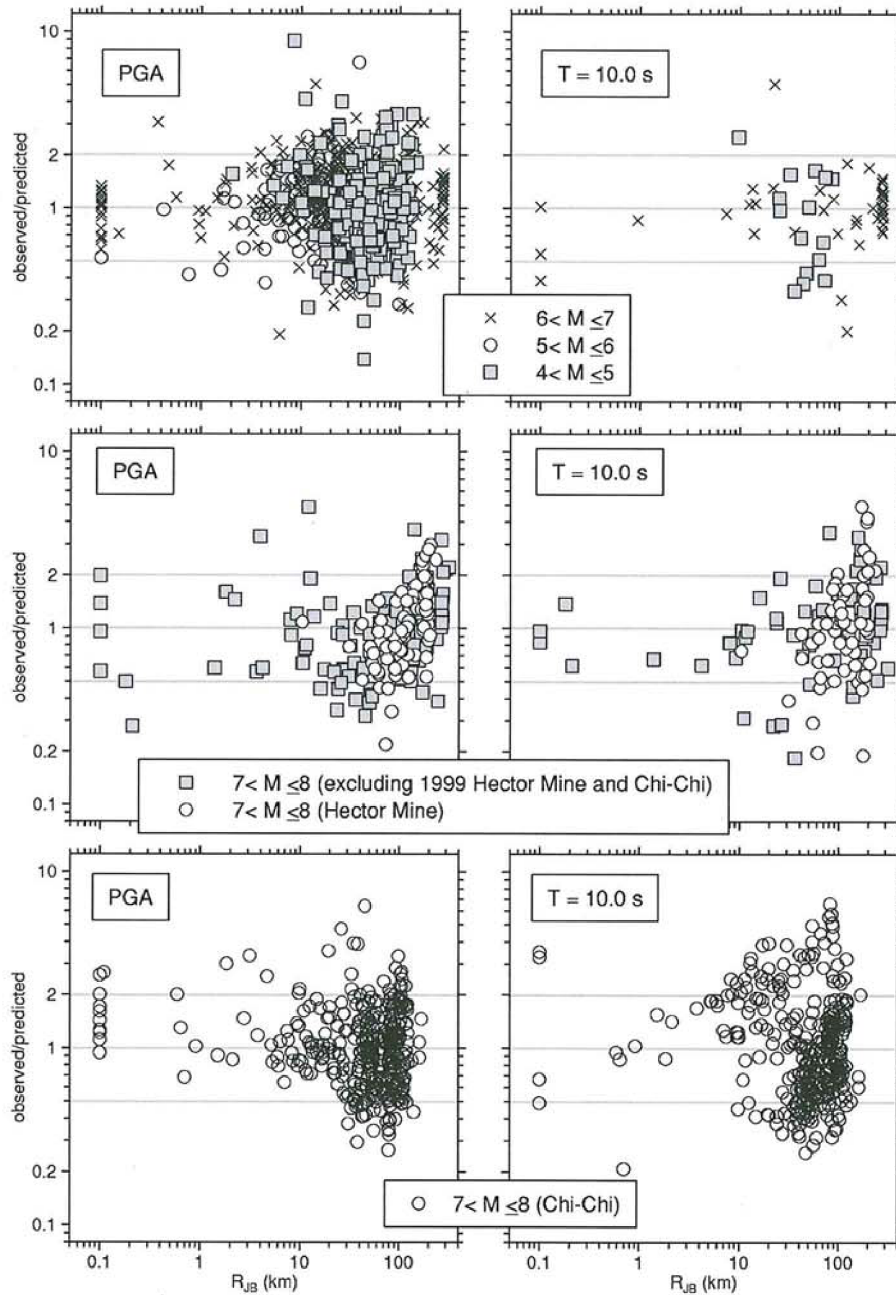 PGA
T = 10.0 s
observed/predicted
10
2
1
0.2
0.1
× 6< M ≤7
○ 5< M ≤6
■ 4< M ≤5
PGA
T = 10.0 s
observed/predicted
10
2
1
0.2
0.1
■ 7< M ≤8 (excluding 1999 Hector Mine and Chi-Chi)
○ 7< M ≤8 (Hector Mine)
PGA
T = 10.0 s
observed/predicted
10
2
1
0.2
0.1
○ 7< M ≤8 (Chi-Chi)
0.1 1 10 100
0.1 1 10 100
R_JB (km)
R_JB (km)